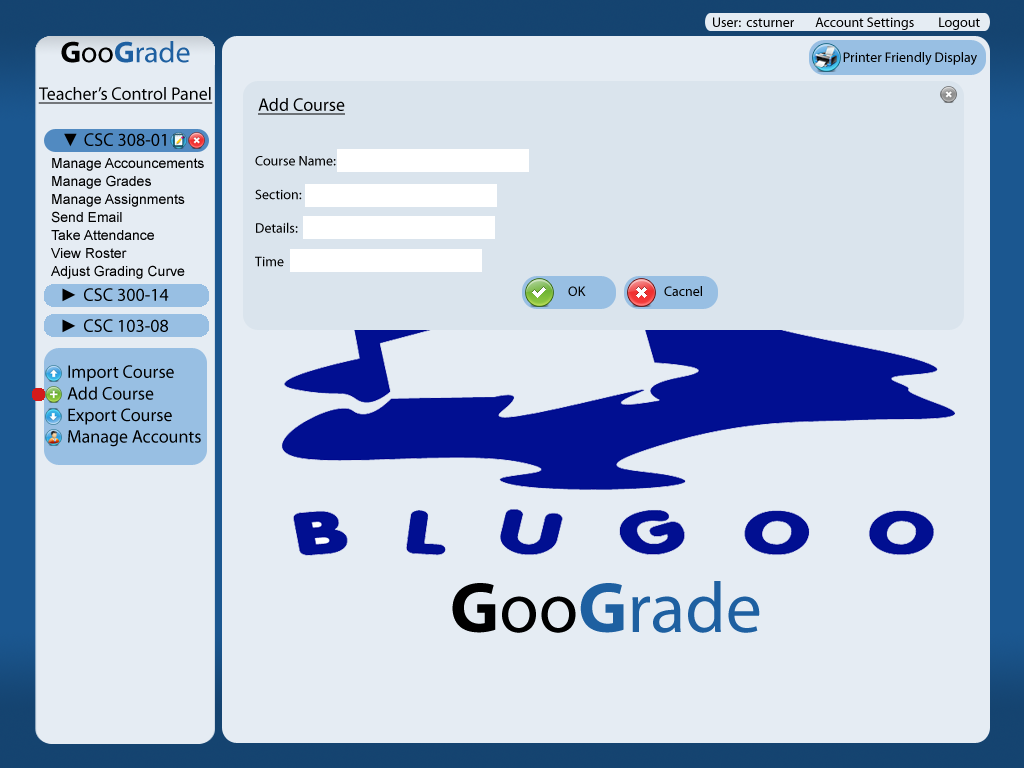 User: csturner Account Settings Logout
GooGrade
Printer Friendly Display
Teacher's Control Panel
CSC 308-01
Manage Accouncements
Manage Grades
Manage Assignments
Send Email
Take Attendance
View Roster
Adjust Grading Curve
CSC 300-14
CSC 103-08
Import Course
Add Course
Export Course
Manage Accounts
Add Course
Course Name:
Section:
Details:
Time
OK Cacnel
BLUGOO
GooGrade